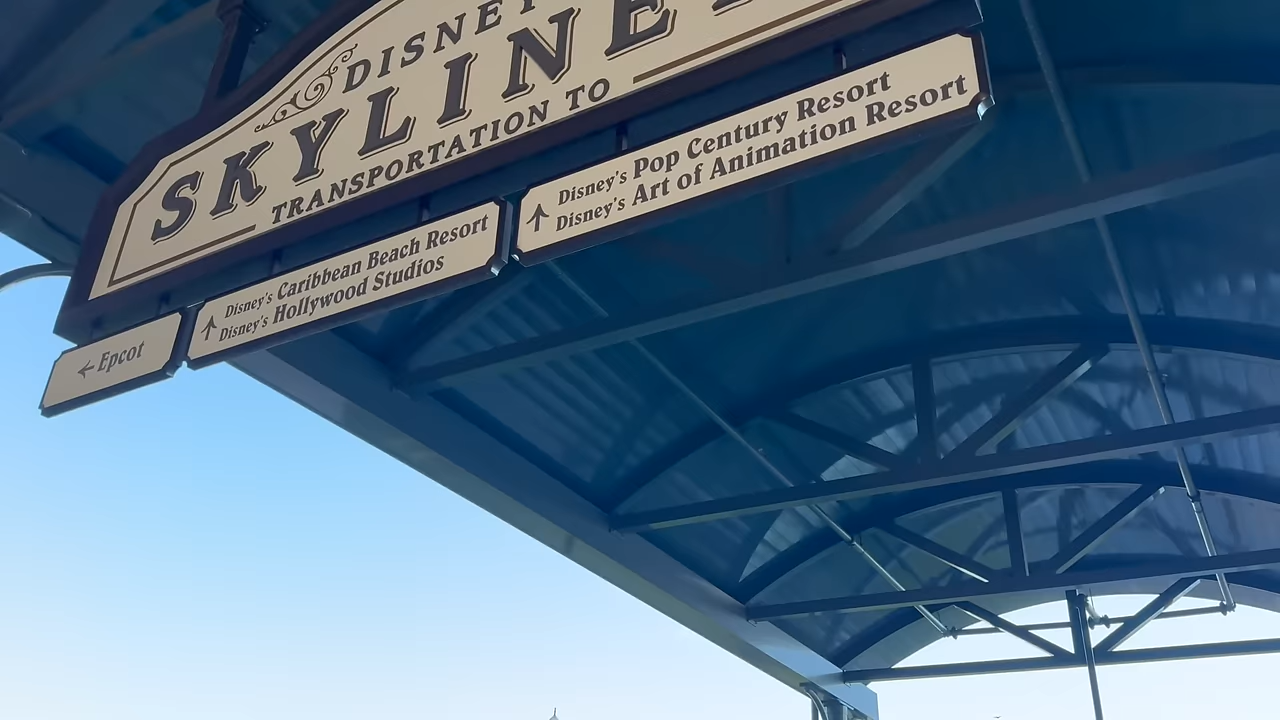 DISNEY
SKYLINE
TRANSPORTATION TO
Disney's Pop Century Resort
Disney's Art of Animation Resort
Disney's Caribbean Beach Resort
Disney's Hollywood Studios
Epcot